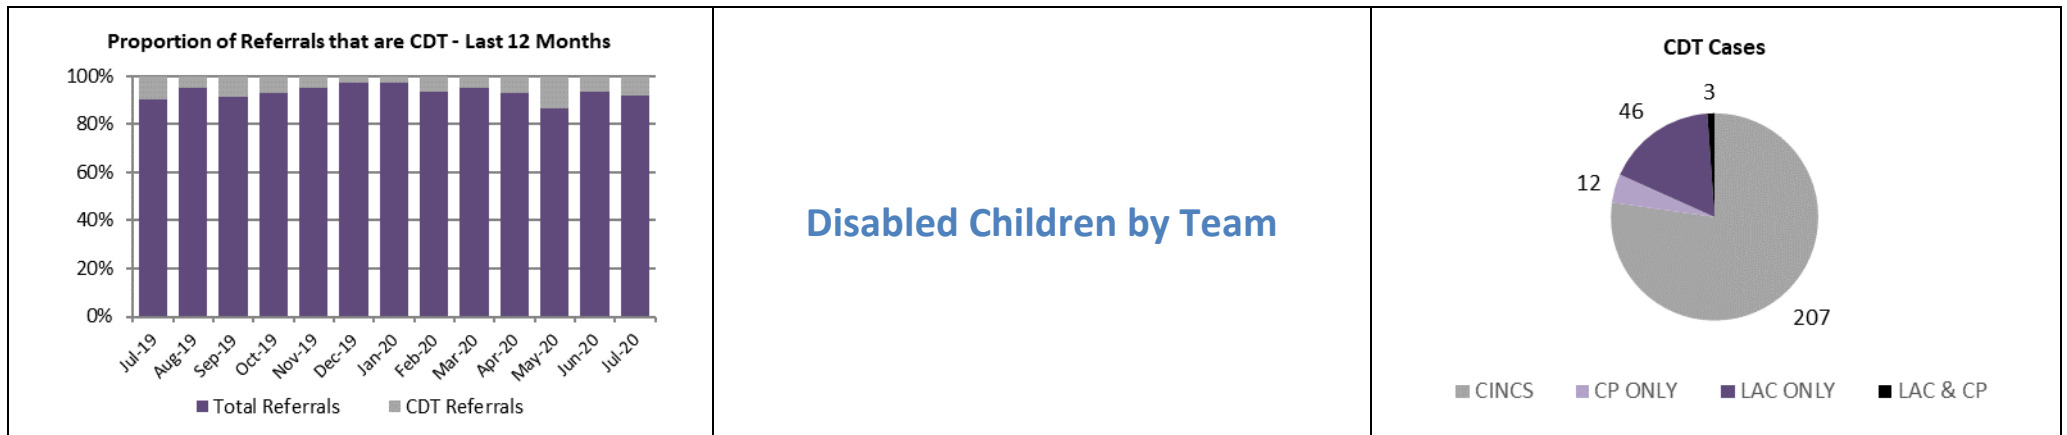 Proportion of Referrals that are CDT - Last 12 Months
100%
80%
60%
40%
20%
0%
Jul-19
Aug-19
Sep-19
Oct-19
Nov-19
Dec-19
Jan-20
Feb-20
Mar-20
Apr-20
May-20
Jun-20
Jul-20
Total Referrals
CDT Referrals
Disabled Children by Team
CDT Cases
3
46
12
207
CINCS
CP ONLY
LAC ONLY
LAC & CP